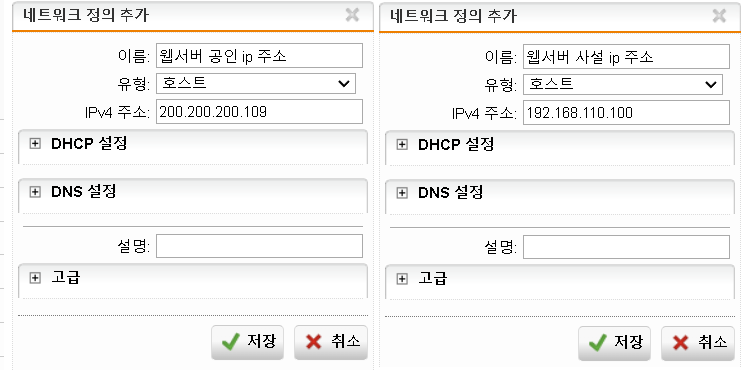 네트워크 정의 추가
이름: 웹서버 공인 ip 주소
유형: 호스트
IPv4 주소: 200.200.200.109
DHCP 설정
DNS 설정
설명:
고급
저장 취소
네트워크 정의 추가
이름: 웹서버 사설 ip 주소
유형: 호스트
IPv4 주소: 192.168.110.100
DHCP 설정
DNS 설정
설명:
고급
저장 취소